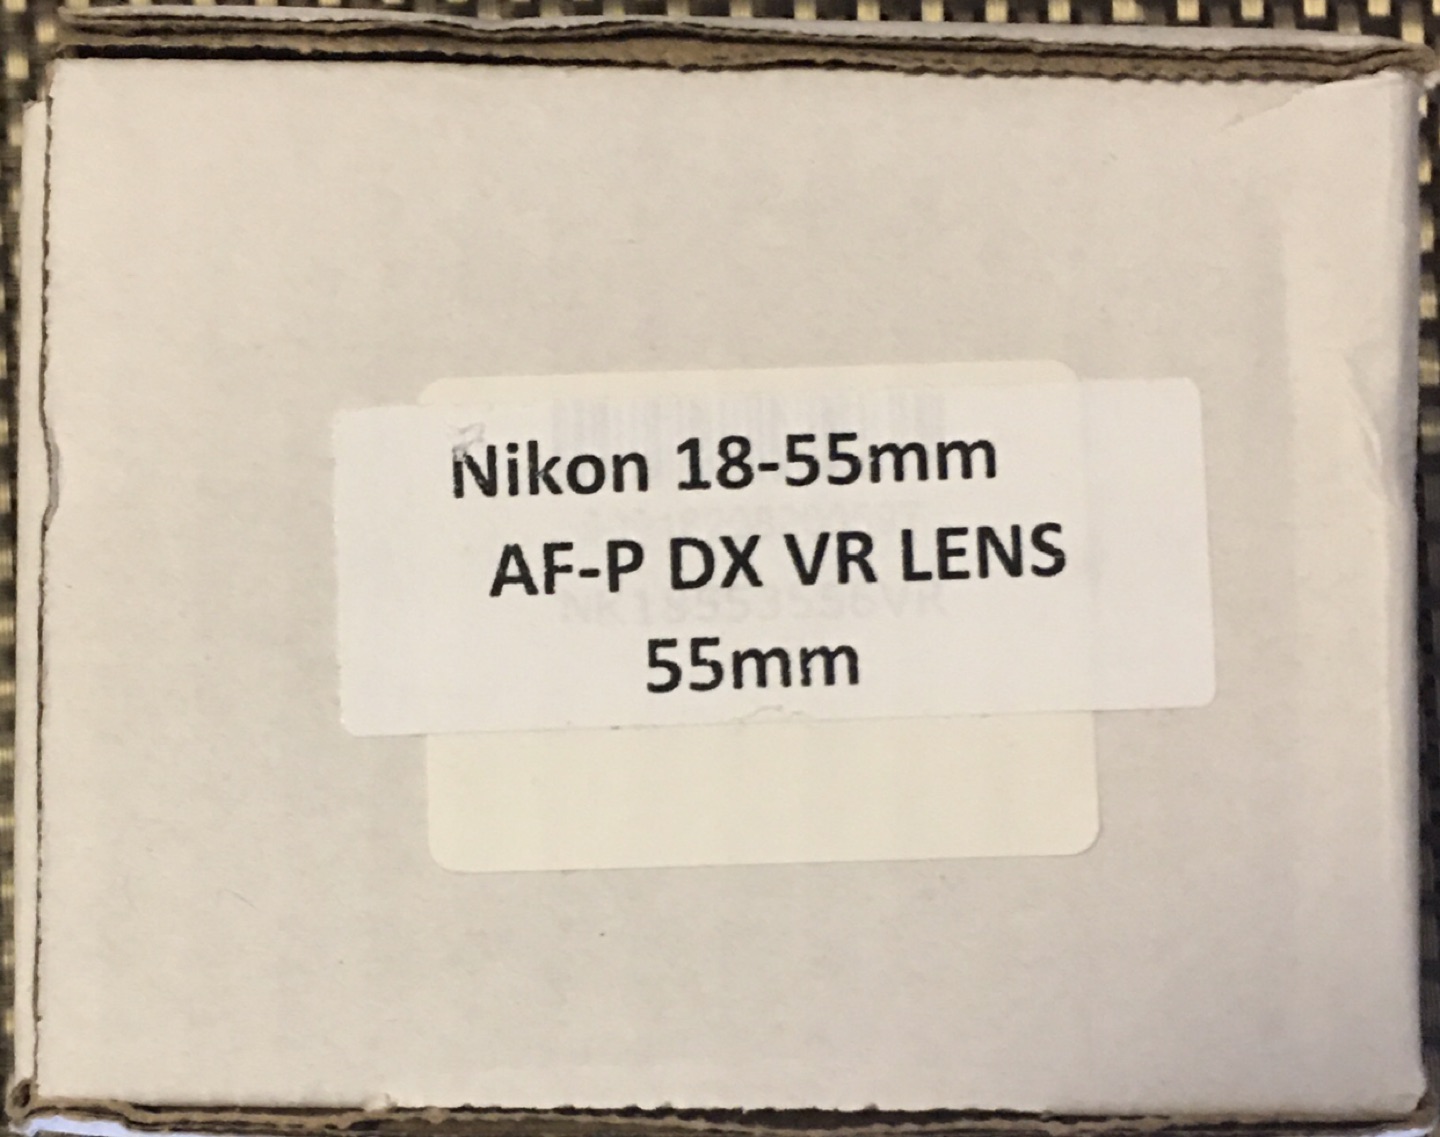 Nikon 18-55mm
AF-P DX VR LENS
55mm